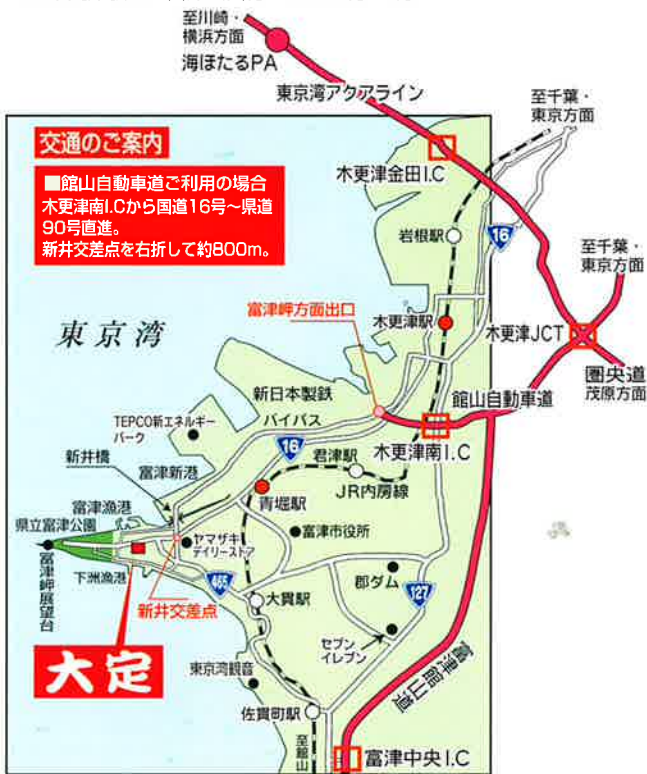 至川崎・
横浜方面
海ほたるPA
東京湾アクアライン
至千葉・
東京方面
交通のご案内
■館山自動車道ご利用の場合
木更津南I.Cから国道16号〜県道
90号直進。
新井交差点を右折して約800m。
木更津金田I.C
岩根駅
16
至千葉・
東京方面
富津岬方面出口
木更津駅
木更津JCT
東京湾
圏央道
茂原方面
新日本製鉄
館山自動車道
TEPCO新エネルギー
パーク
バイパス
16
木更津南I.C
新井橋
富津新港
君津駅
JR内房線
青堀駅
富津漁港
県立富津公園
ヤマザキ
デイリーストア
富津市役所
富津岬展望台
下洲漁港
465
郡ダム
127
新井交差点
大貫駅
セブン
イレブン
大定
東京湾観音
富津館山道
佐貫町駅
至館山
富津中央I.C